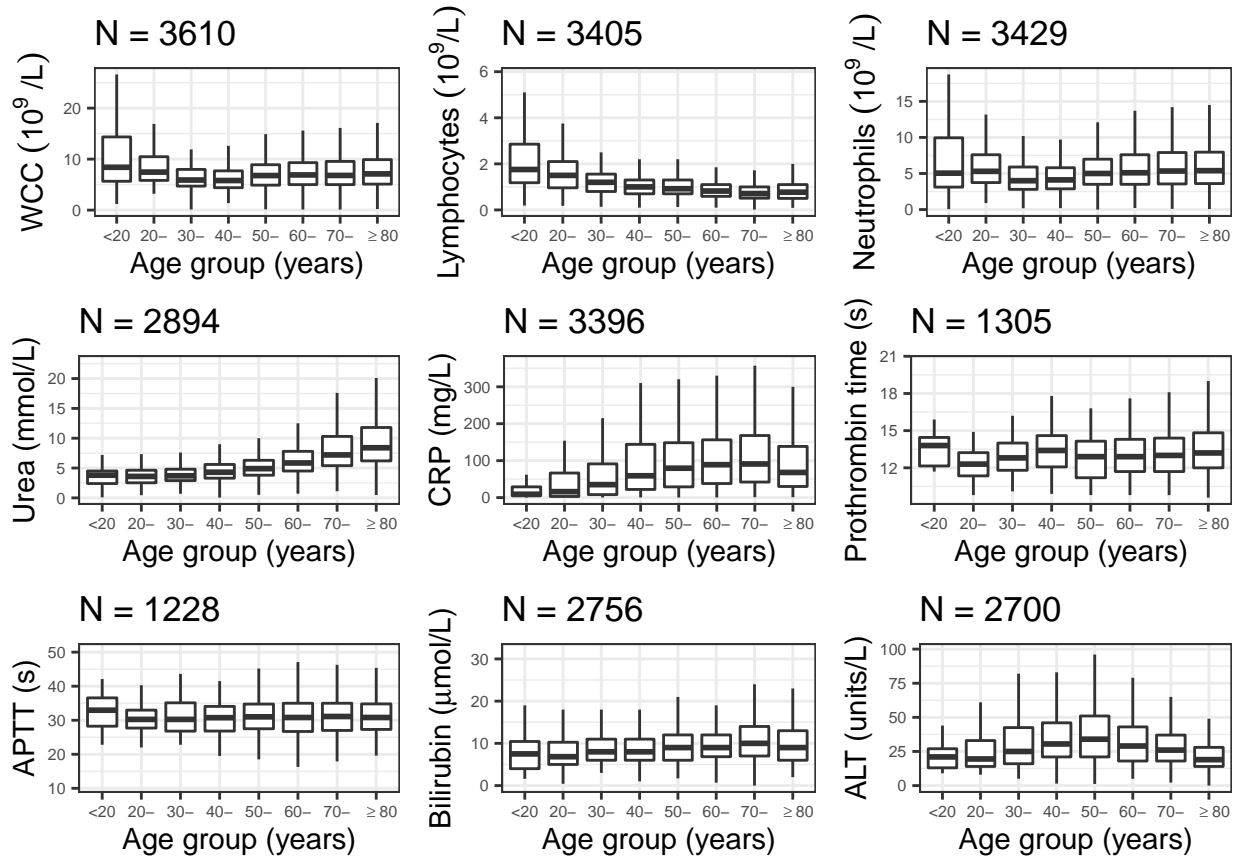 N = 3610
WCC (10⁹ /L)
20
10
0
<20 20– 30– 40– 50– 60– 70– ≥ 80
Age group (years)
N = 3405
Lymphocytes (10⁹/L)
6
4
2
0
<20 20– 30– 40– 50– 60– 70– ≥ 80
Age group (years)
N = 3429
Neutrophils (10⁹ /L)
15
10
5
0
<20 20– 30– 40– 50– 60– 70– ≥ 80
Age group (years)
N = 2894
Urea (mmol/L)
20
15
10
5
0
<20 20– 30– 40– 50– 60– 70– ≥ 80
Age group (years)
N = 3396
CRP (mg/L)
300
200
100
0
<20 20– 30– 40– 50– 60– 70– ≥ 80
Age group (years)
N = 1305
Prothrombin time (s)
21
18
15
12
<20 20– 30– 40– 50– 60– 70– ≥ 80
Age group (years)
N = 1228
APTT (s)
50
40
30
20
10
<20 20– 30– 40– 50– 60– 70– ≥ 80
Age group (years)
N = 2756
Bilirubin (μmol/L)
30
20
10
0
<20 20– 30– 40– 50– 60– 70– ≥ 80
Age group (years)
N = 2700
ALT (units/L)
100
75
50
25
0
<20 20– 30– 40– 50– 60– 70– ≥ 80
Age group (years)